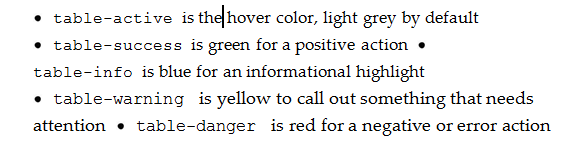 • table-active is the hover color, light grey by default
• table-success is green for a positive action •
table-info is blue for an informational highlight
• table-warning is yellow to call out something that needs
attention • table-danger is red for a negative or error action